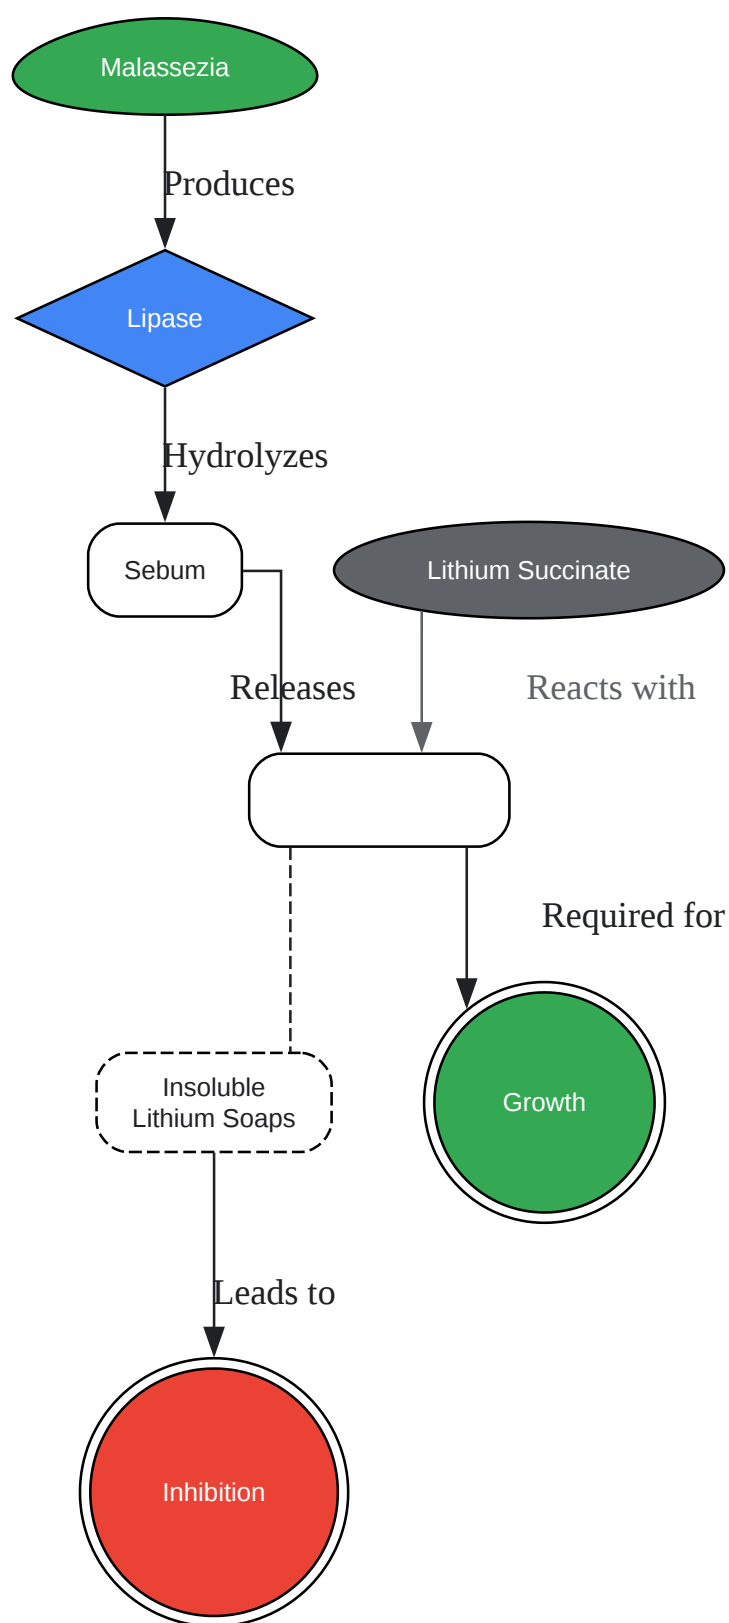 Malassezia
Produces
Lipase
Hydrolyzes
Sebum
Lithium Succinate
Releases
Reacts with
Required for
Insoluble
Lithium Soaps
Growth
Leads to
Inhibition